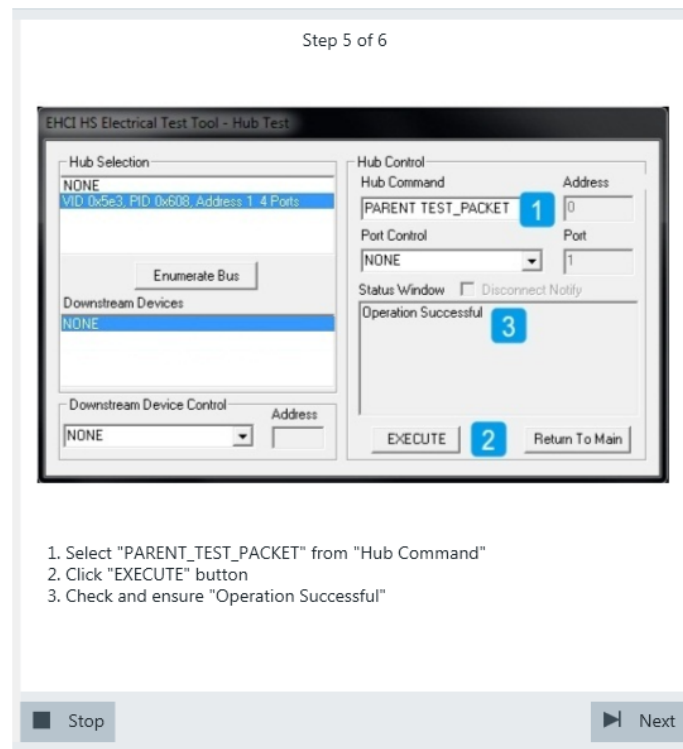 Step 5 of 6
EHCI HS Electrical Test Tool - Hub Test
Hub Selection
NONE
VID 0x5e3, PID 0x608, Address 1 4 Ports
Enumerate Bus
Downstream Devices
NONE
Downstream Device Control
Address
NONE
Hub Control
Hub Command
Address
PARENT TEST_PACKET
1
0
Port Control
Port
NONE
1
Status Window
Disconnect Notify
Operation Successful
3
EXECUTE
2
Return To Main
1. Select "PARENT_TEST_PACKET" from "Hub Command"
2. Click "EXECUTE" button
3. Check and ensure "Operation Successful"
Stop
Next